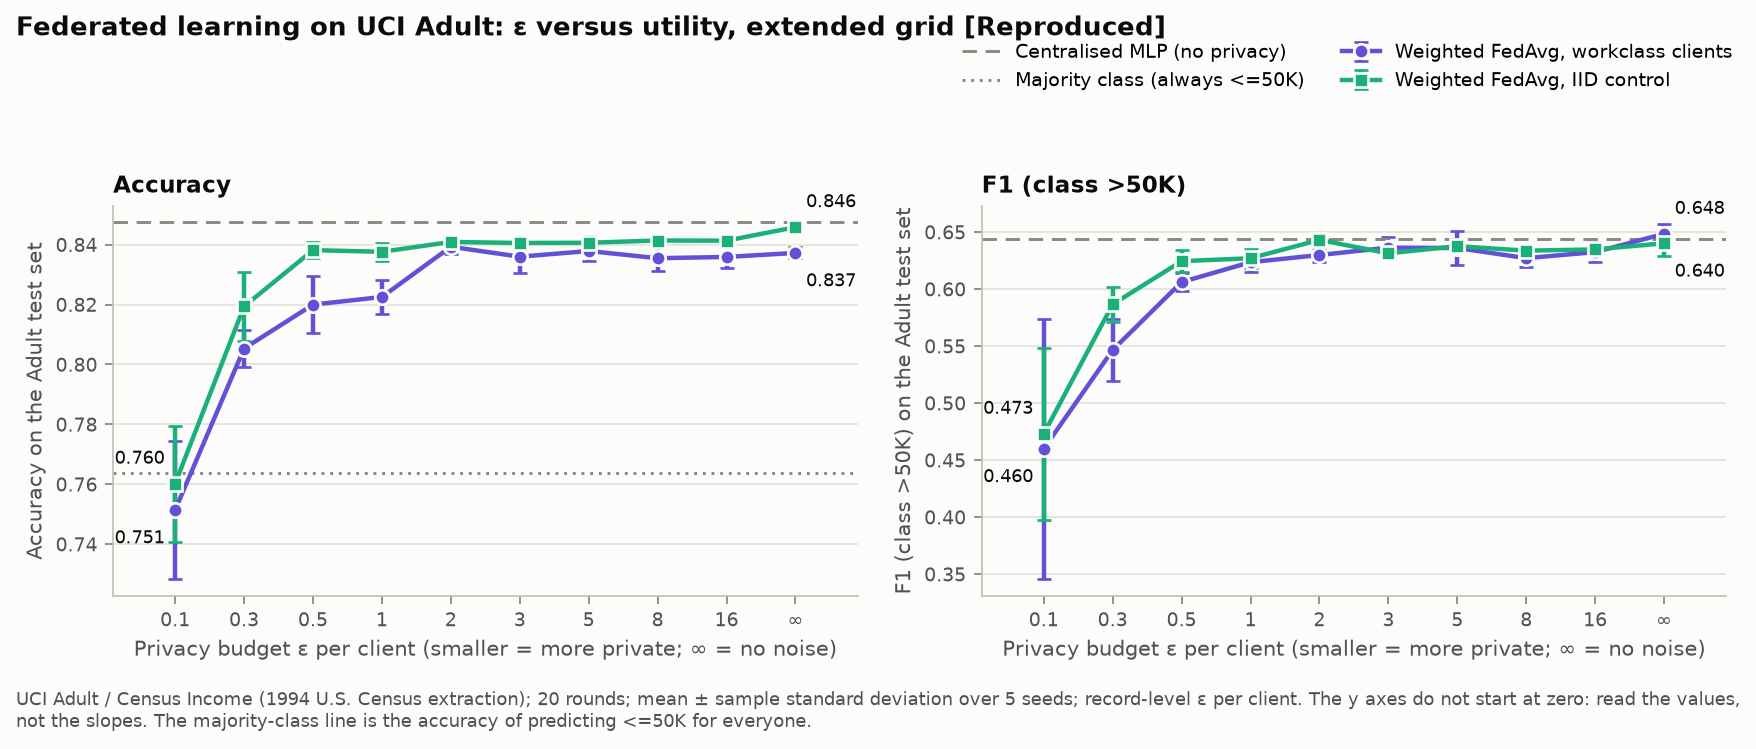 Federated learning on UCI Adult: ε versus utility, extended grid [Reproduced]
Centralised MLP (no privacy)
Majority class (always <=50K)
Weighted FedAvg, workclass clients
Weighted FedAvg, IID control
Accuracy
Accuracy on the Adult test set
0.84
0.82
0.80
0.78
0.76
0.74
0.846
0.837
0.760
0.751
0.1 0.3 0.5 1 2 3 5 8 16 ∞
Privacy budget ε per client (smaller = more private; ∞ = no noise)
F1 (class >50K)
F1 (class >50K) on the Adult test set
0.65
0.60
0.55
0.50
0.45
0.40
0.35
0.648
0.640
0.473
0.460
0.1 0.3 0.5 1 2 3 5 8 16 ∞
Privacy budget ε per client (smaller = more private; ∞ = no noise)
UCI Adult / Census Income (1994 U.S. Census extraction); 20 rounds; mean ± sample standard deviation over 5 seeds; record-level ε per client. The y axes do not start at zero: read the values,
not the slopes. The majority-class line is the accuracy of predicting <=50K for everyone.